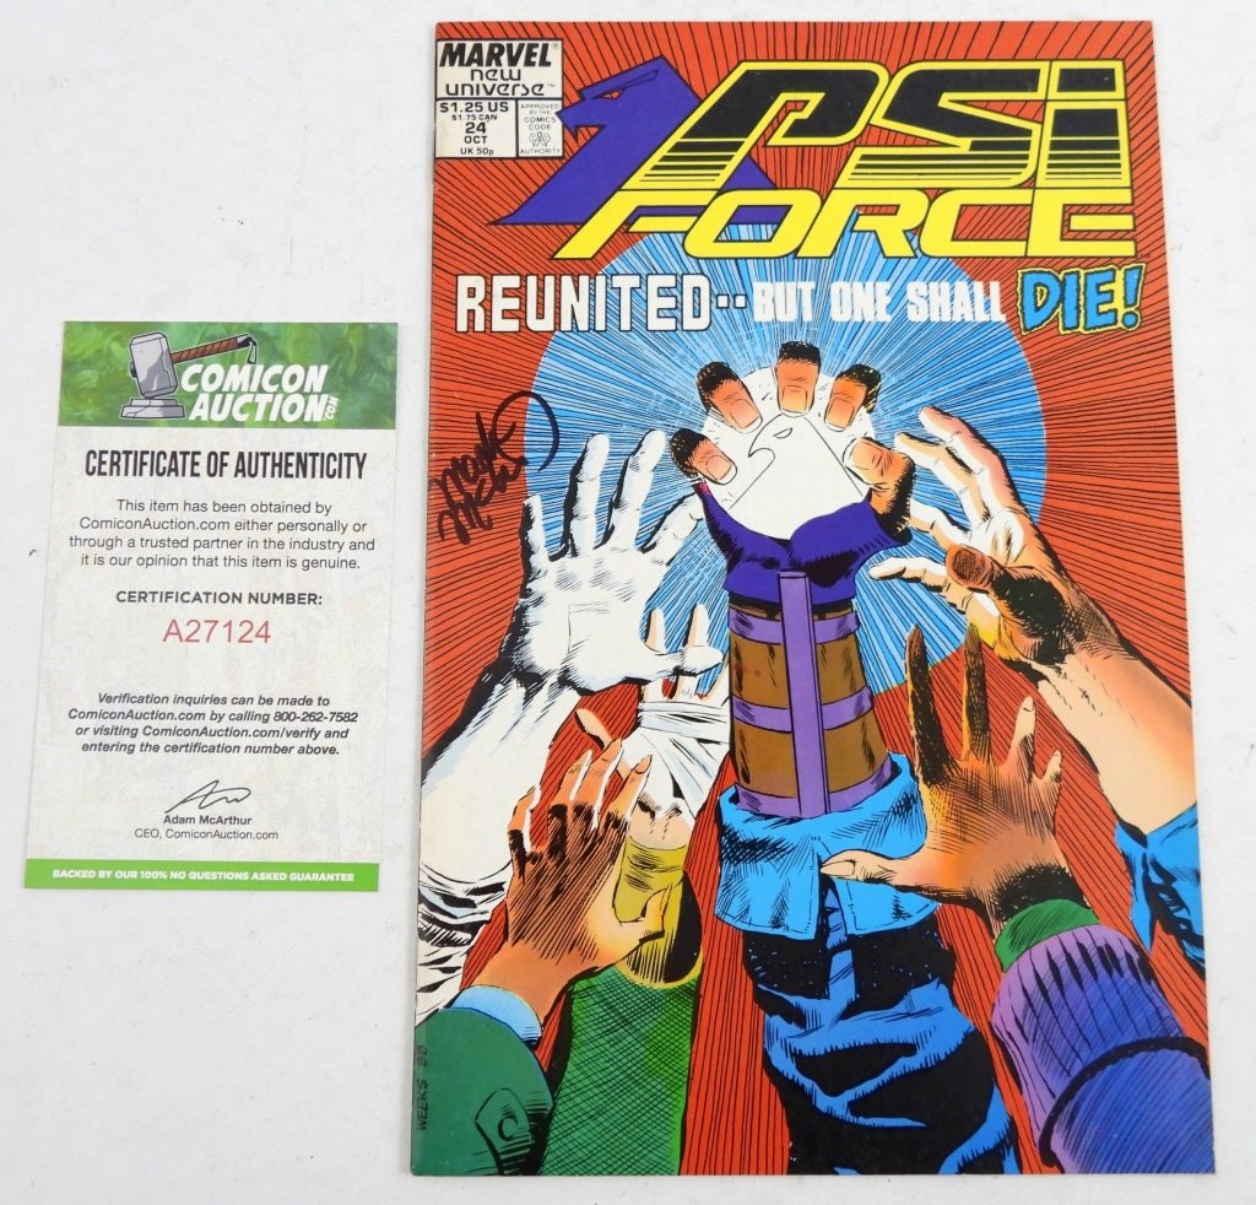 COMICON
AUCTION.COM
CERTIFICATE OF AUTHENTICITY
This item has been obtained by
ComiconAuction.com either personally or
through a trusted partner in the industry and
it is our opinion that this item is genuine.
CERTIFICATION NUMBER:
A27124
Verification inquiries can be made to
ComiconAuction.com by calling 800-262-7582
or visiting ComiconAuction.com/verify and
entering the certification number above.
Adam McArthur
CEO, ComiconAuction.com
BACKED BY OUR 100% NO QUESTIONS ASKED GUARANTEE
MARVEL®
new
universe™
$1.25 US
$1.75 CAN
24
OCT
UK 50p
APPROVED
BY THE
COMICS
CODE
AUTHORITY
PSI
FORCE
REUNITED--BUT ONE SHALL DIE!
WEEKS '88